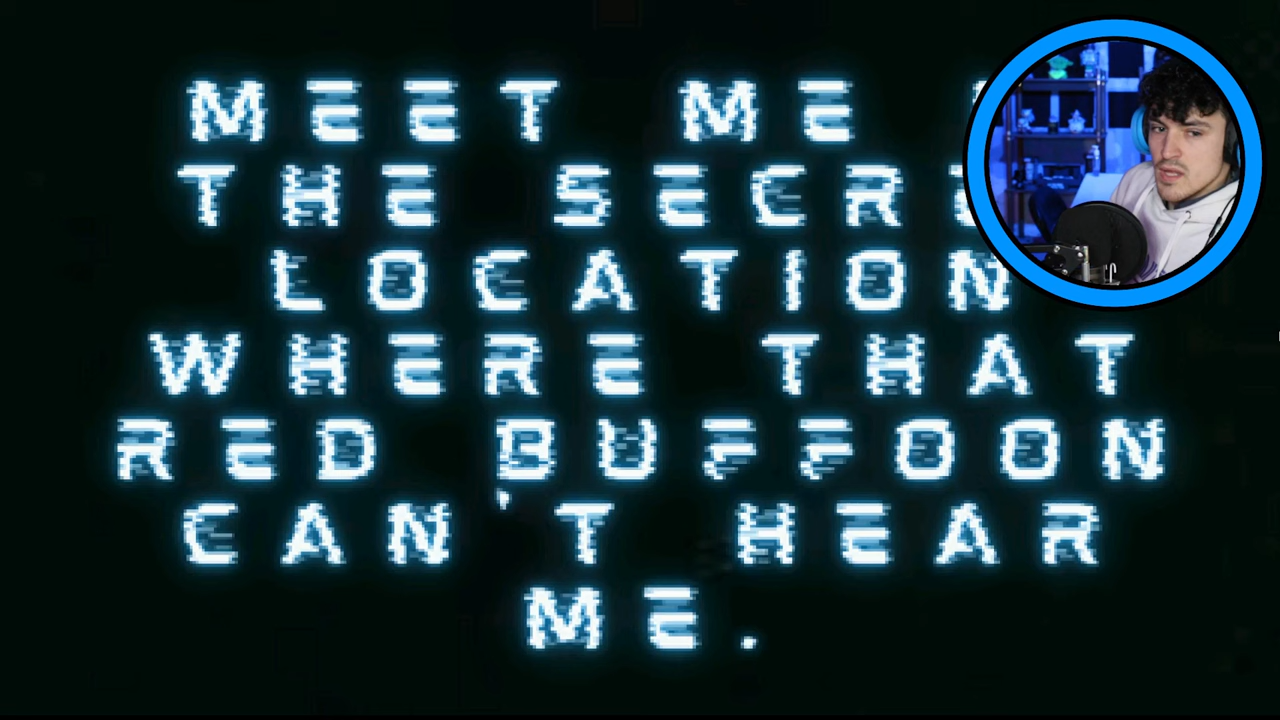 MEET ME
THE
LOCATION
WHERE THAT
RED BUFFOON
CAN'T HEAR
ME.